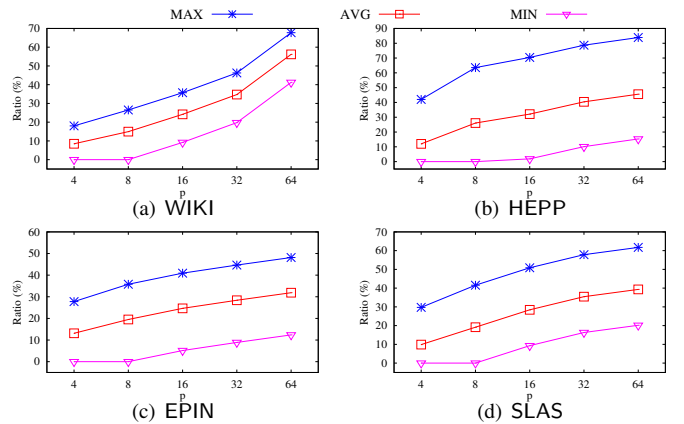 MAX AVG MIN
70 60 50 40 30 20 10 0
Ratio (%)
4 8 16 32 64
p
(a) WIKI
90 80 70 60 50 40 30 20 10 0
Ratio (%)
4 8 16 32 64
p
(b) HEPP
60 50 40 30 20 10 0
Ratio (%)
4 8 16 32 64
p
(c) EPIN
70 60 50 40 30 20 10 0
Ratio (%)
4 8 16 32 64
p
(d) SLAS